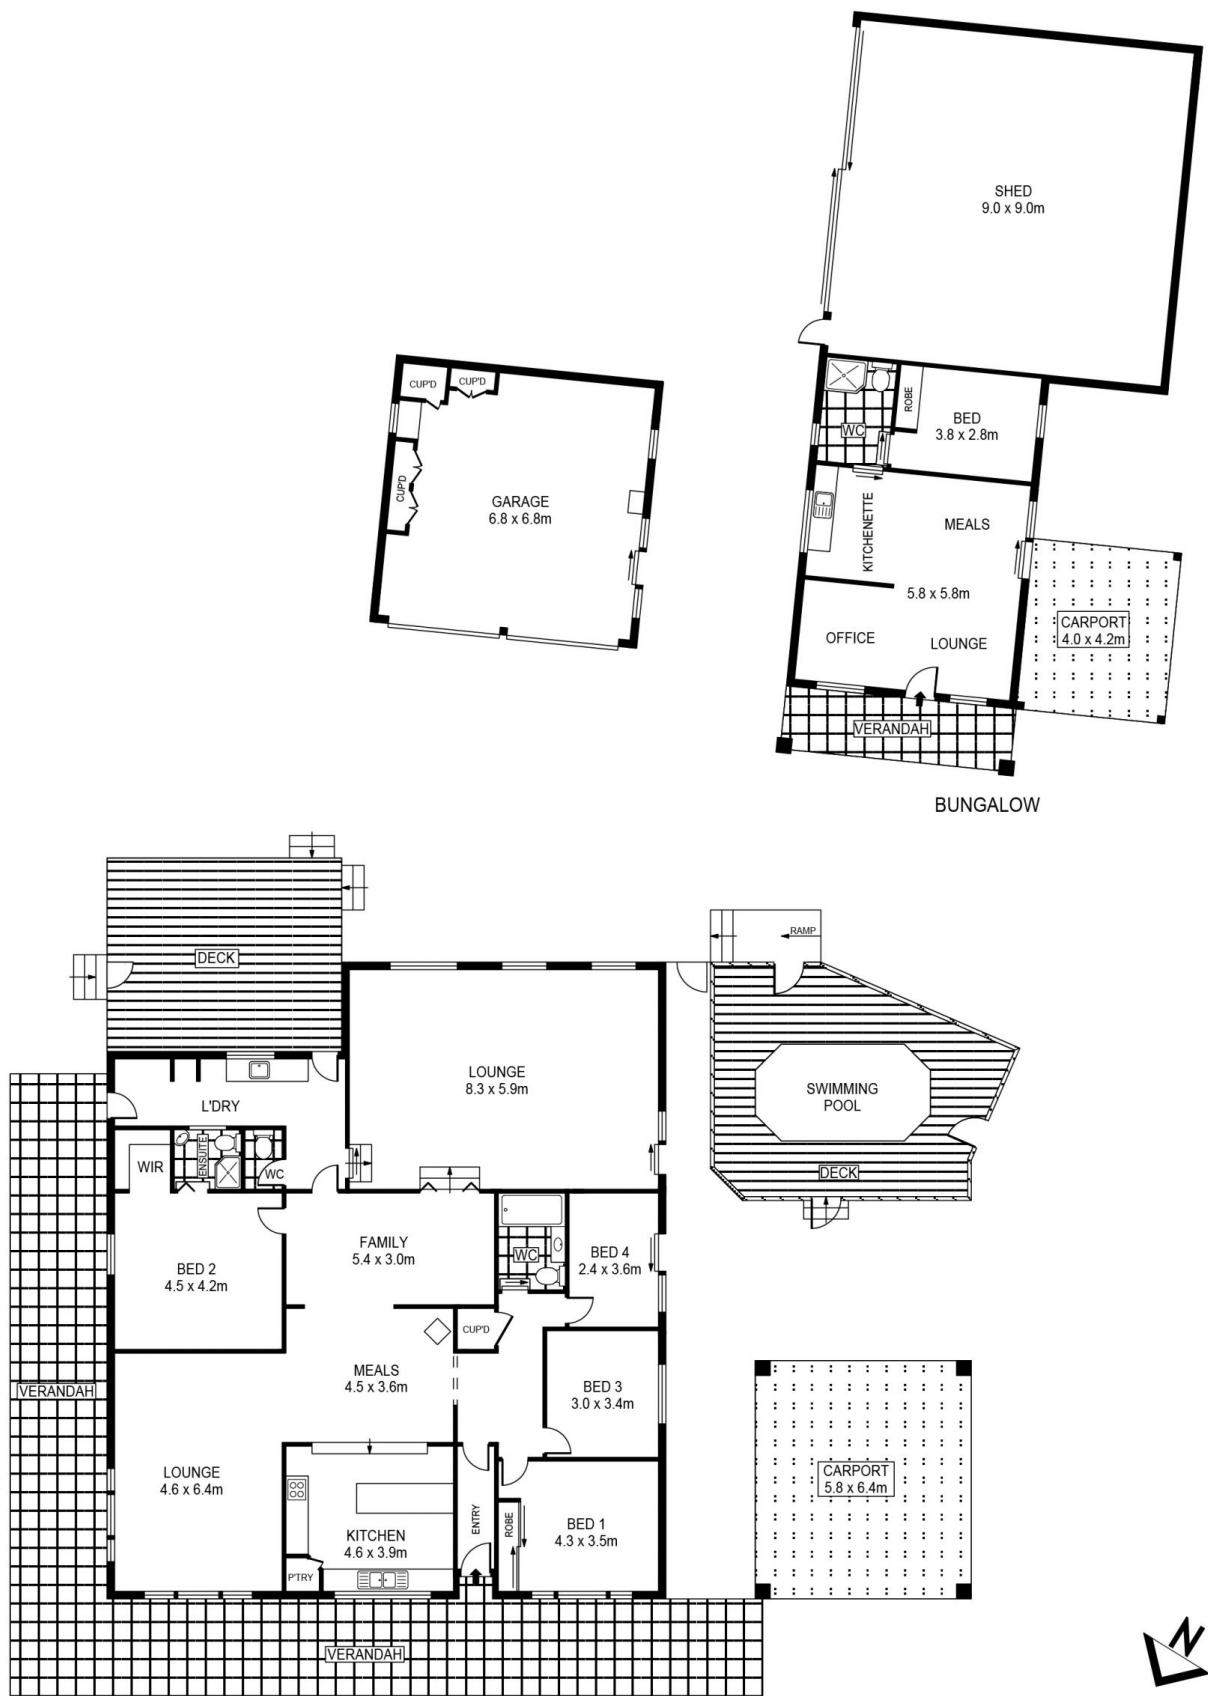 SHED
9.0 x 9.0m
CUP'D
CUP'D
CUP'D
GARAGE
6.8 x 6.8m
WC
ROBE
BED
3.8 x 2.8m
KITCHENETTE
MEALS
5.8 x 5.8m
OFFICE
LOUNGE
CARPORT
4.0 x 4.2m
VERANDAH
BUNGALOW
DECK
RAMP
LOUNGE
8.3 x 5.9m
SWIMMING
POOL
DECK
L'DRY
WIR
ENSUITE
WC
FAMILY
5.4 x 3.0m
WC
BED 4
2.4 x 3.6m
BED 2
4.5 x 4.2m
CUP'D
MEALS
4.5 x 3.6m
BED 3
3.0 x 3.4m
VERANDAH
LOUNGE
4.6 x 6.4m
KITCHEN
4.6 x 3.9m
P'TRY
ENTRY
ROBE
BED 1
4.3 x 3.5m
CARPORT
5.8 x 6.4m
VERANDAH
N